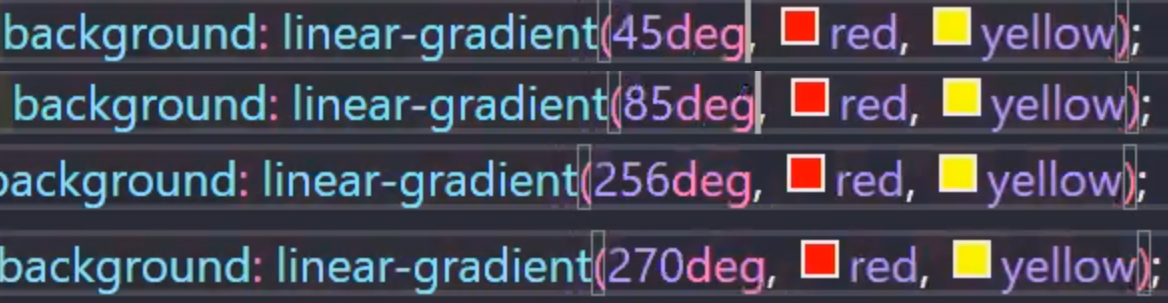 background: linear-gradient(45deg, red, yellow);
background: linear-gradient(85deg, red, yellow);
background: linear-gradient(256deg, red, yellow);
background: linear-gradient(270deg, red, yellow);